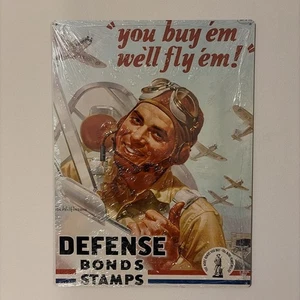 "you buy 'em
we'll fly 'em!"
DEFENSE
BONDS
STAMPS